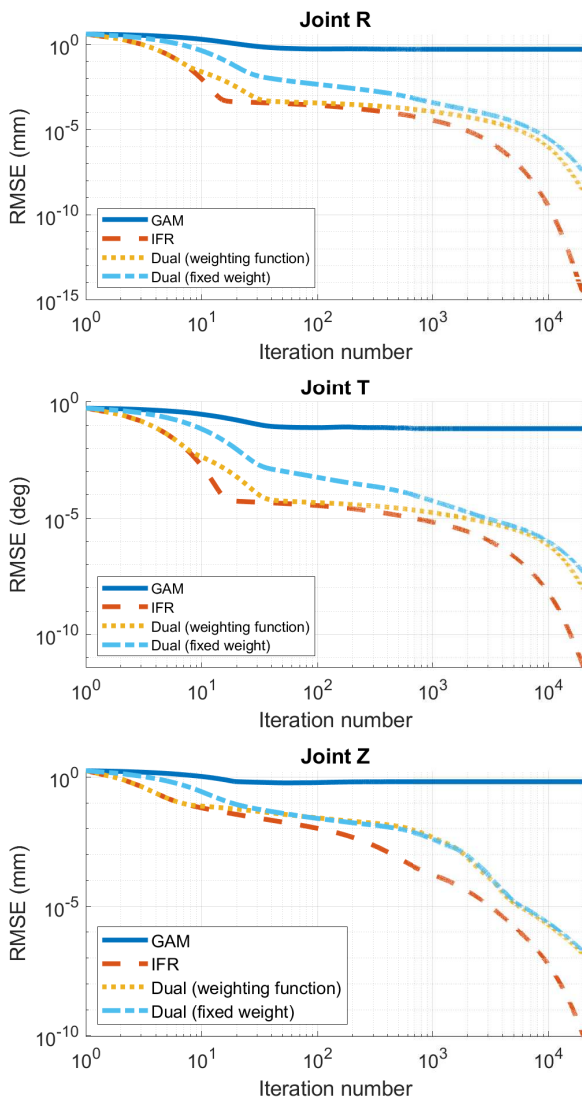 Joint R
RMSE (mm)
10^0
10^-5
10^-10
10^-15
GAM
IFR
Dual (weighting function)
Dual (fixed weight)
10^0 10^1 10^2 10^3 10^4
Iteration number
Joint T
RMSE (deg)
10^0
10^-5
10^-10
GAM
IFR
Dual (weighting function)
Dual (fixed weight)
10^0 10^1 10^2 10^3 10^4
Iteration number
Joint Z
RMSE (mm)
10^0
10^-5
10^-10
GAM
IFR
Dual (weighting function)
Dual (fixed weight)
10^0 10^1 10^2 10^3 10^4
Iteration number